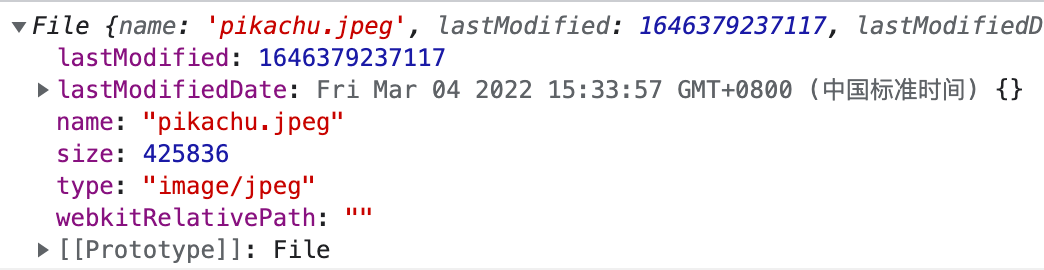 ▼File {name: 'pikachu.jpeg', lastModified: 1646379237117, lastModifiedD
lastModified: 1646379237117
▶lastModifiedDate: Fri Mar 04 2022 15:33:57 GMT+0800 (中国标准时间) {}
name: "pikachu.jpeg"
size: 425836
type: "image/jpeg"
webkitRelativePath: ""
▶[[Prototype]]: File